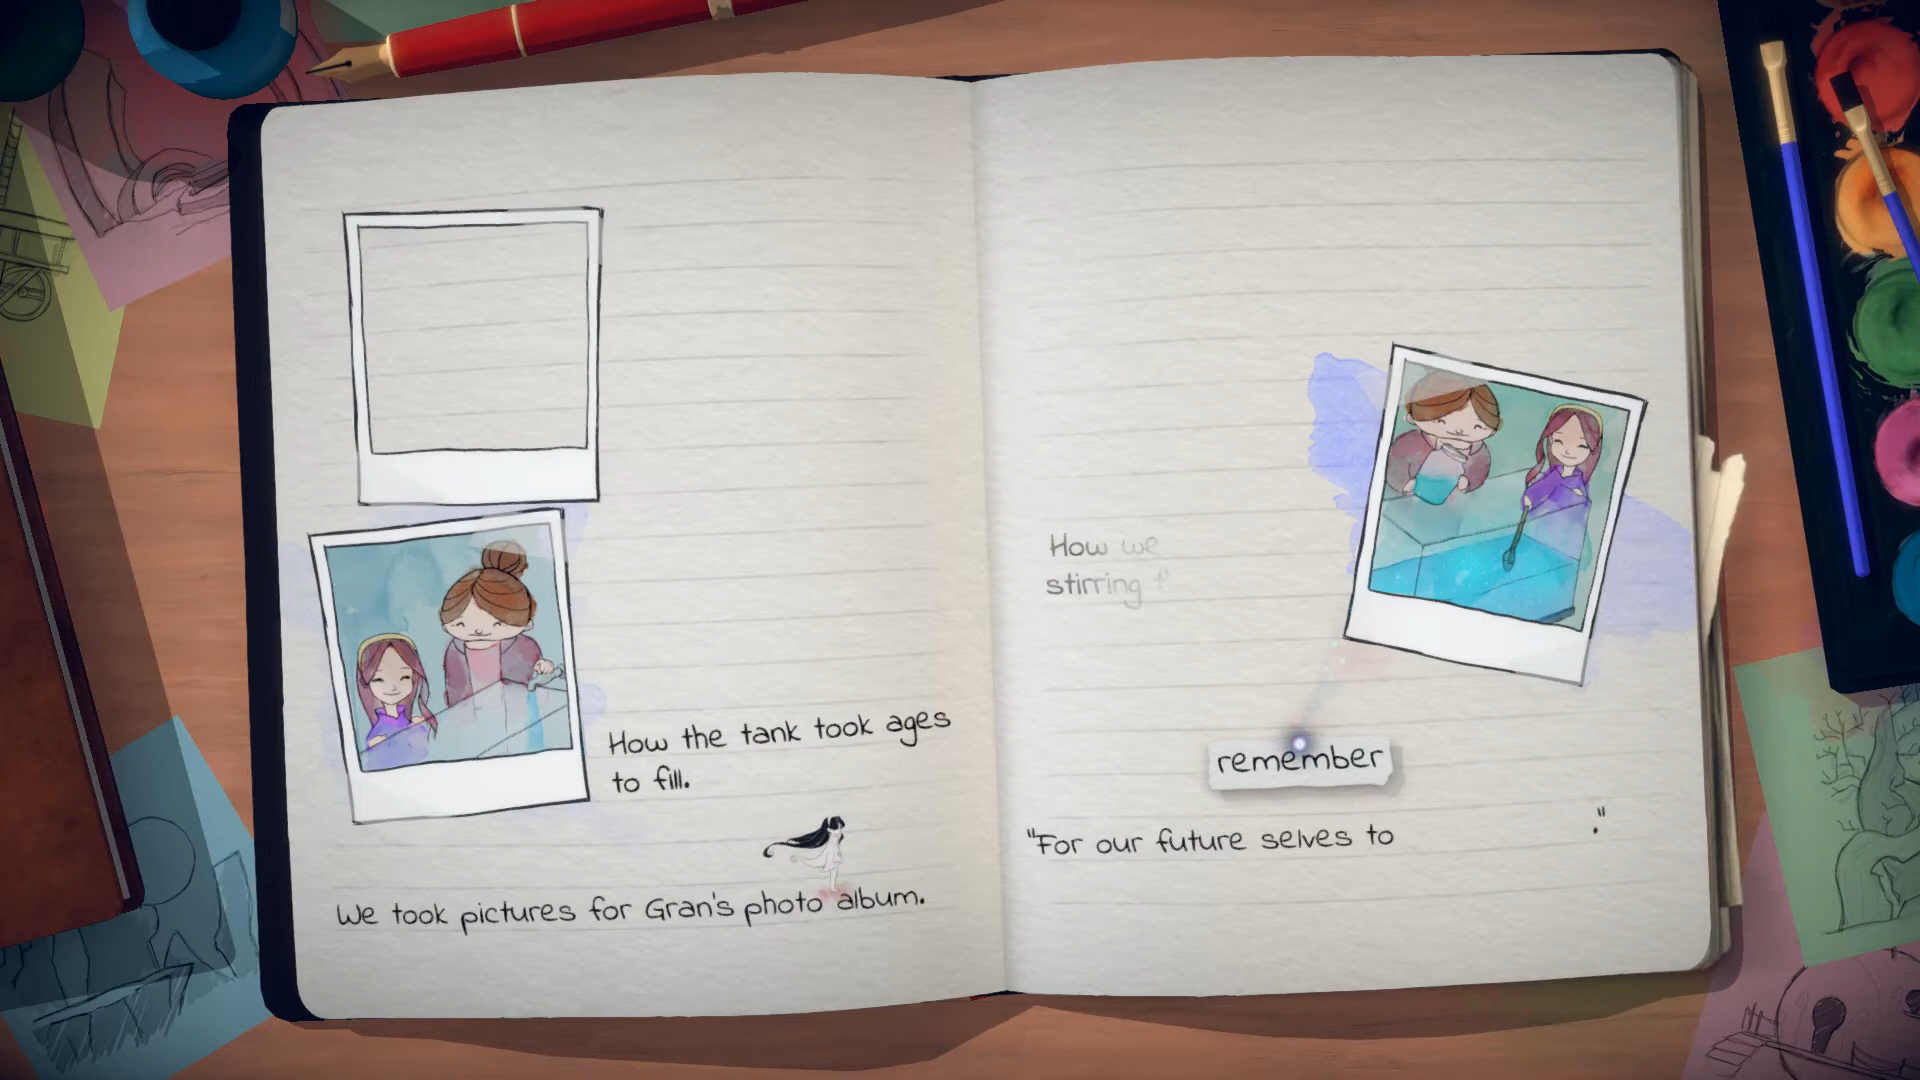 How the tank took ages
to fill.
We took pictures for Gran's photo album.
How we
stirring t
remember
"For our future selves to ."